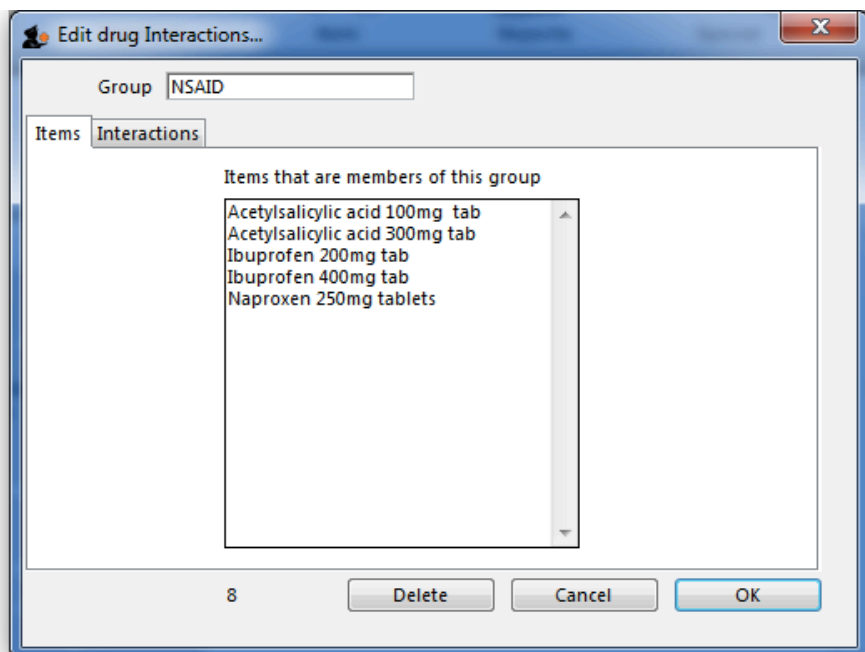 Edit drug Interactions...
X
Group NSAID
Items Interactions
Items that are members of this group
Acetylsalicylic acid 100mg  tab
Acetylsalicylic acid 300mg tab
Ibuprofen 200mg tab
Ibuprofen 400mg tab
Naproxen 250mg tablets
8 Delete Cancel OK